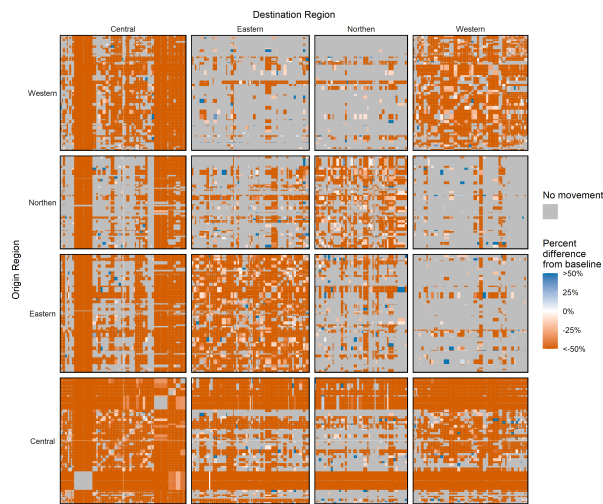 Destination Region
Central Eastern Northen Western
Western
Northen
Eastern
Central
Origin Region
No movement
Percent
difference
from baseline
>50%
25%
0%
-25%
<-50%